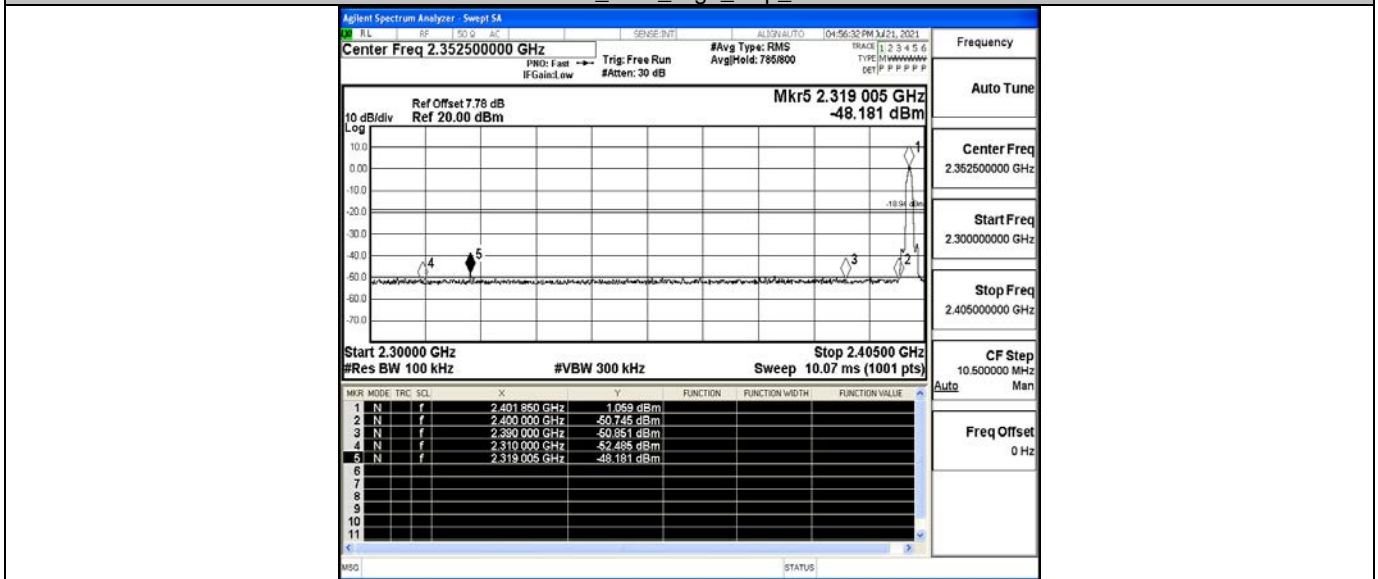 Agilent Spectrum Analyzer - Swept SA
RL RF 50 Ω AC SENSE:INT ALIGNAUTO 04:56:32 PM Jul 21, 2021
Center Freq 2.352500000 GHz
PNO: Fast
IFGain:Low
Trig: Free Run
#Atten: 30 dB
#Avg Type: RMS
Avg|Hold: 785/800
TRACE 1 2 3 4 5 6
TYPE MWWWWW
DET P P P P P P
Ref Offset 7.78 dB
Ref 20.00 dBm
10 dB/div
Log
Mkr5 2.319 005 GHz
-48.181 dBm
10.0
0.00
-10.0
-20.0
-30.0
-40.0
-50.0
-60.0
-70.0
1
-18.94 dBm
4
5
3
2
Start 2.30000 GHz
Stop 2.40500 GHz
#Res BW 100 kHz
#VBW 300 kHz
Sweep 10.07 ms (1001 pts)
MKR MODE TRC SCL X Y FUNCTION FUNCTION WIDTH FUNCTION VALUE
1 N f 2.401 850 GHz 1.059 dBm
2 N f 2.400 000 GHz -50.745 dBm
3 N f 2.390 000 GHz -50.851 dBm
4 N f 2.310 000 GHz -52.485 dBm
5 N f 2.319 005 GHz -48.181 dBm
6
7
8
9
10
11
MSG
STATUS
Frequency
Auto Tune
Center Freq
2.352500000 GHz
Start Freq
2.300000000 GHz
Stop Freq
2.405000000 GHz
CF Step
10.500000 MHz
Auto Man
Freq Offset
0 Hz